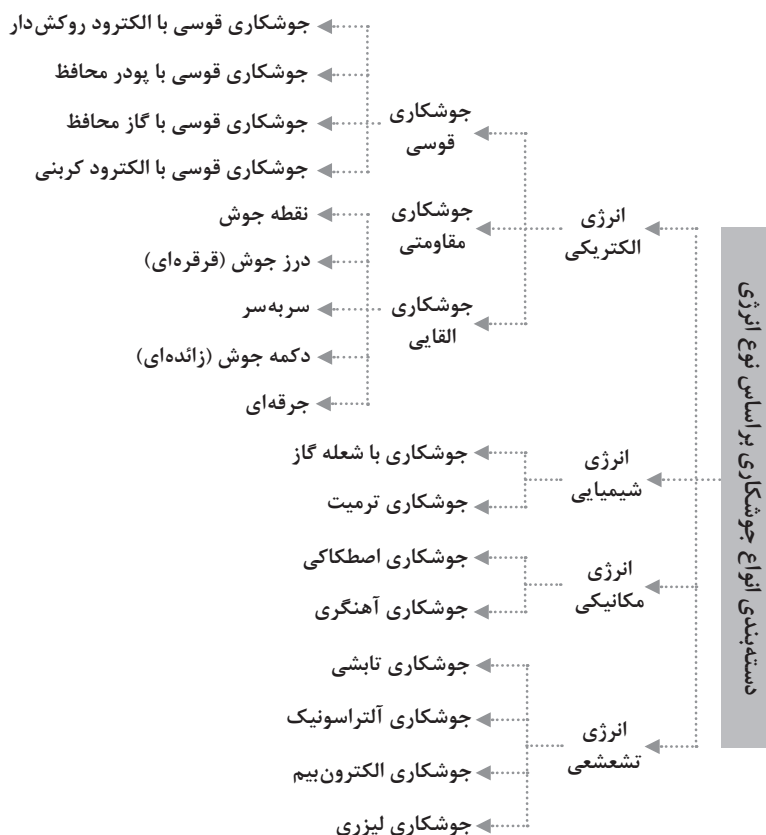 دسته‌بندی انواع جوشکاری براساس نوع انرژی
انرژی
الکتریکی
جوشکاری
قوسی
جوشکاری قوسی با الکترود روکش‌دار
جوشکاری قوسی با پودر محافظ
جوشکاری قوسی با گاز محافظ
جوشکاری قوسی با الکترود کربنی
جوشکاری
مقاومتی
جوشکاری
القایی
نقطه جوش
درز جوش (قرقره‌ای)
سربه‌سر
دکمه جوش (زائده‌ای)
جرقه‌ای
انرژی
شیمیایی
جوشکاری با شعله گاز
جوشکاری ترمیت
انرژی
مکانیکی
جوشکاری اصطکاکی
جوشکاری آهنگری
انرژی
تشعشعی
جوشکاری تابشی
جوشکاری آلتراسونیک
جوشکاری الکترون‌بیم
جوشکاری لیزری